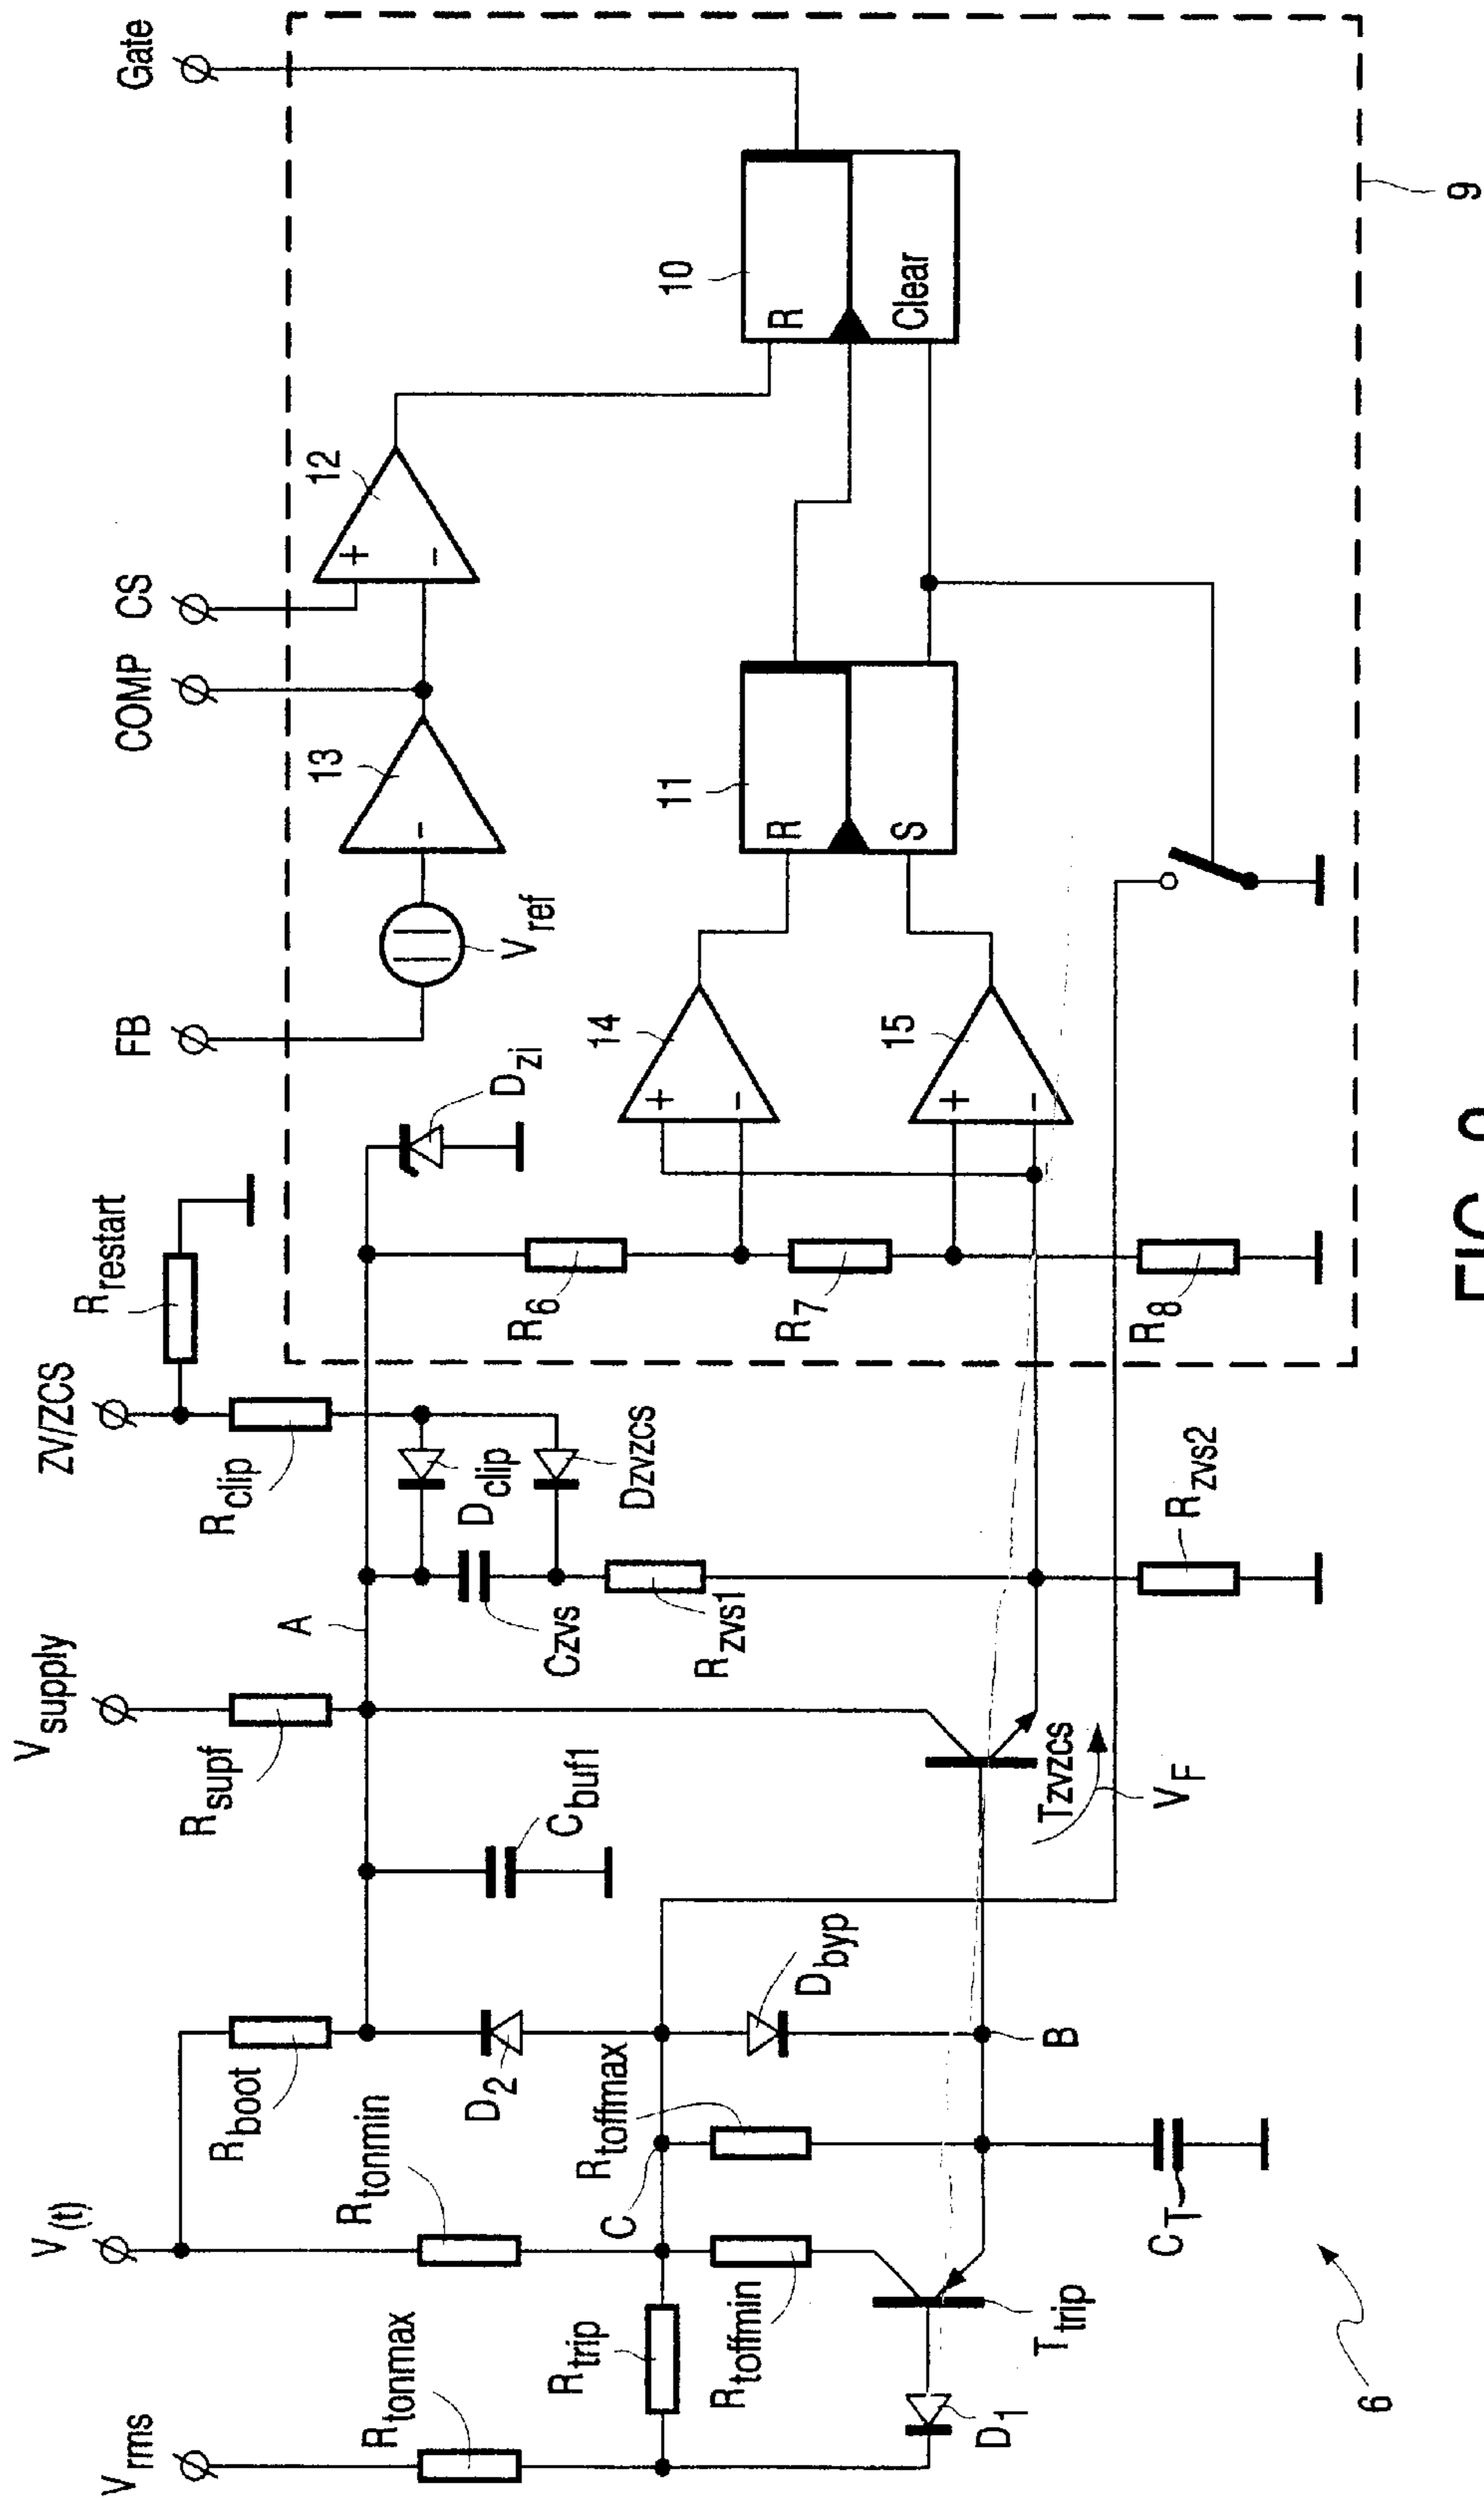 Vrms
V(t)
Vsupply
ZV/ZCS
Rrestart
FB
COMP
CS
Gate
Rtonmax
Rtonmin
Rboot
Rsupf
A
Rclip
Dzi
Vref
13
12
Rtrip
C
Rtoffmax
D2
Cbuf1
Czvs
Dclip
Dzvzcs
R6
-
+
-
Rtoffmin
Dbyp
Rzvs1
R7
14
+
-
11
R
S
10
R
Clear
D1
Ttrip
B
Tzvzcs
VF
15
+
-
CT
Rzvs2
R8
6
9
FIG.